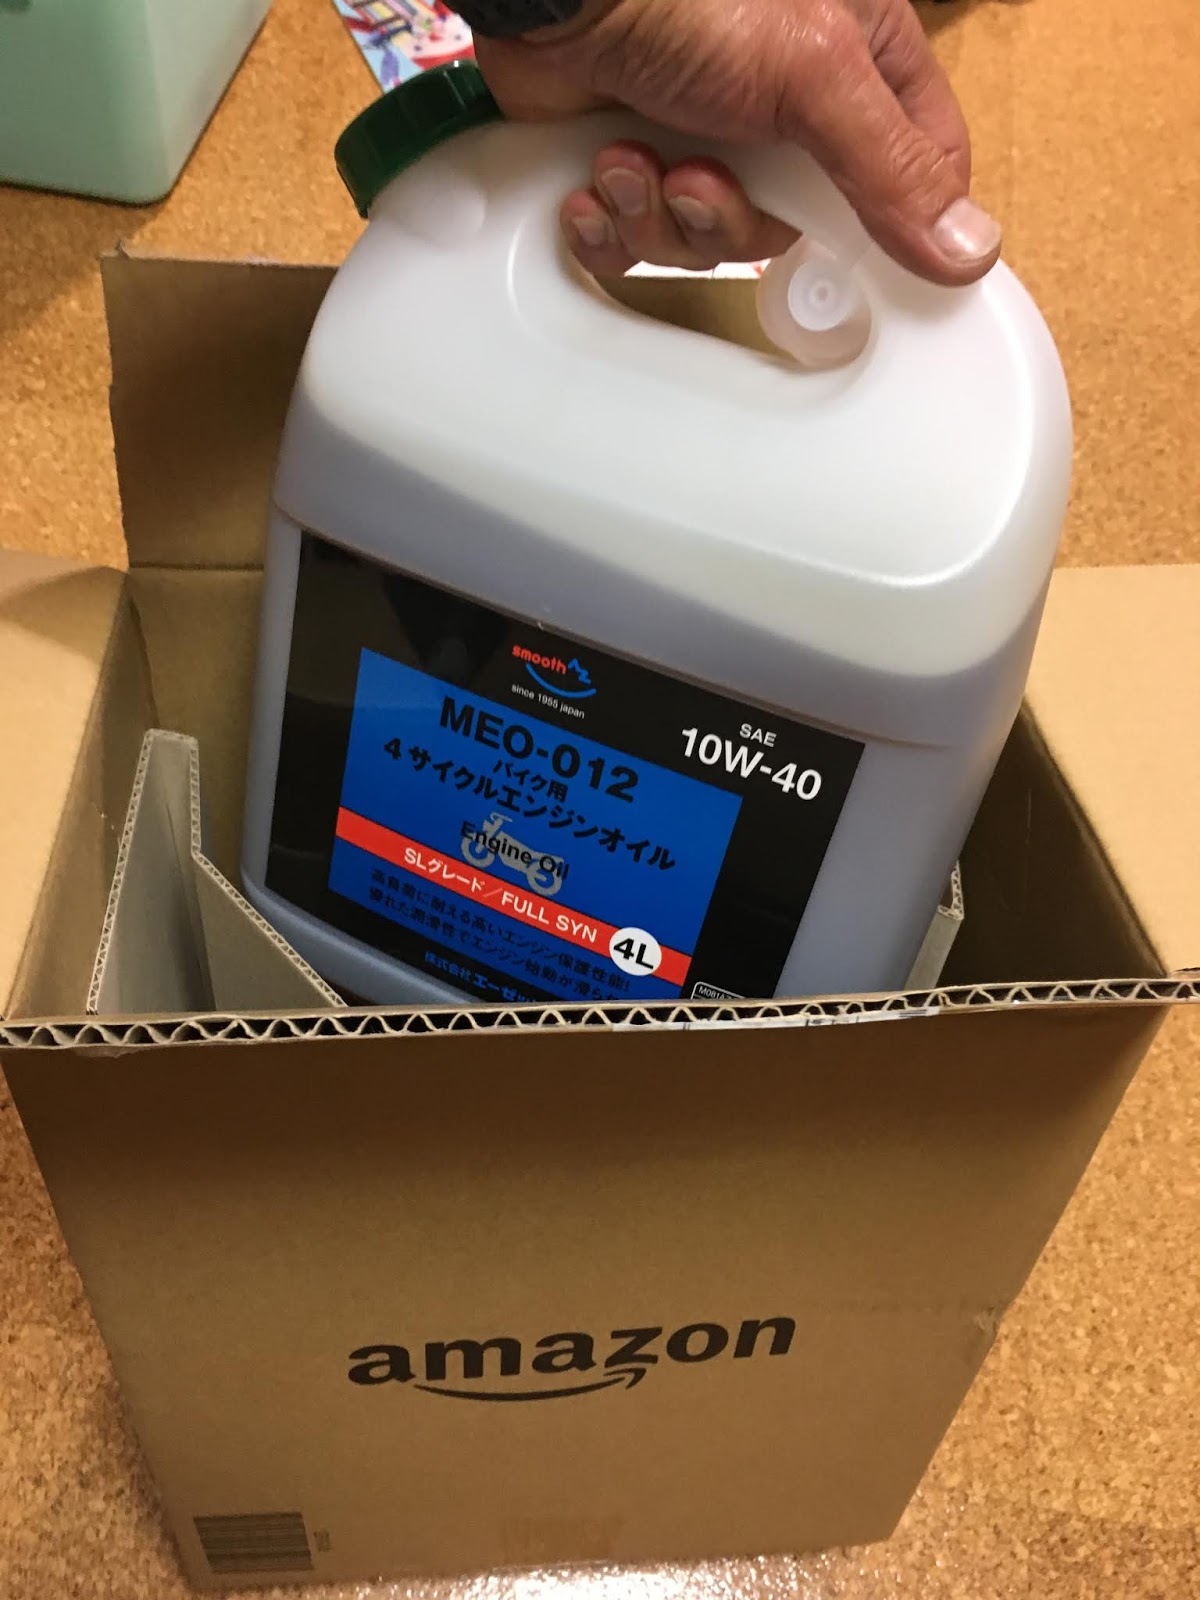 smooth AZ
since 1955 japan
SAE
10W-40
MEO-012
バイク用
4サイクルエンジンオイル
Engine Oil
SLグレード/FULL SYN
4L
高負荷に耐える高いエンジン保護性能!
優れた潤滑性でエンジン始動が滑らか
株式会社エーゼッ
amazon